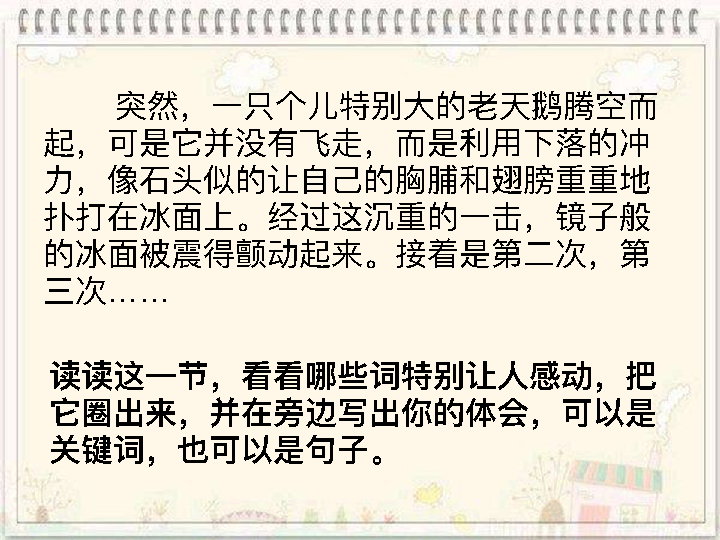 突然，一只个儿特别大的老天鹅腾空而
起，可是它并没有飞走，而是利用下落的冲
力，像石头似的让自己的胸脯和翅膀重重地
扑打在冰面上。经过这沉重的一击，镜子般
的冰面被震得颤动起来。接着是第二次，第
三次……
读读这一节，看看哪些词特别让人感动，把
它圈出来，并在旁边写出你的体会，可以是
关键词，也可以是句子。